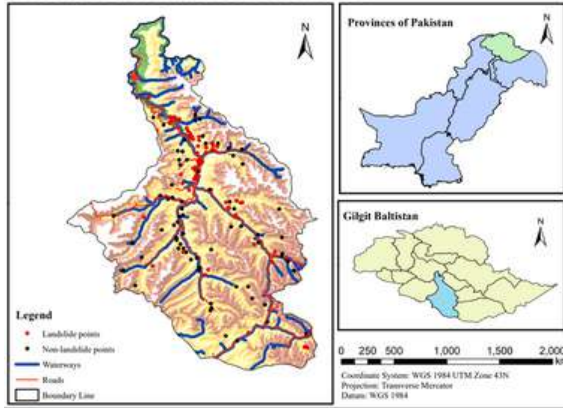 N
Legend
Landslide points
Non-landslide points
Waterways
Roads
Boundary Line
Provinces of Pakistan
N
Gilgit Baltistan
N
0 250 500 1,000 1,500 2,000
Coordinate System: WGS 1984 UTM Zone 43N
Projection: Transverse Mercator
Datum: WGS 1984